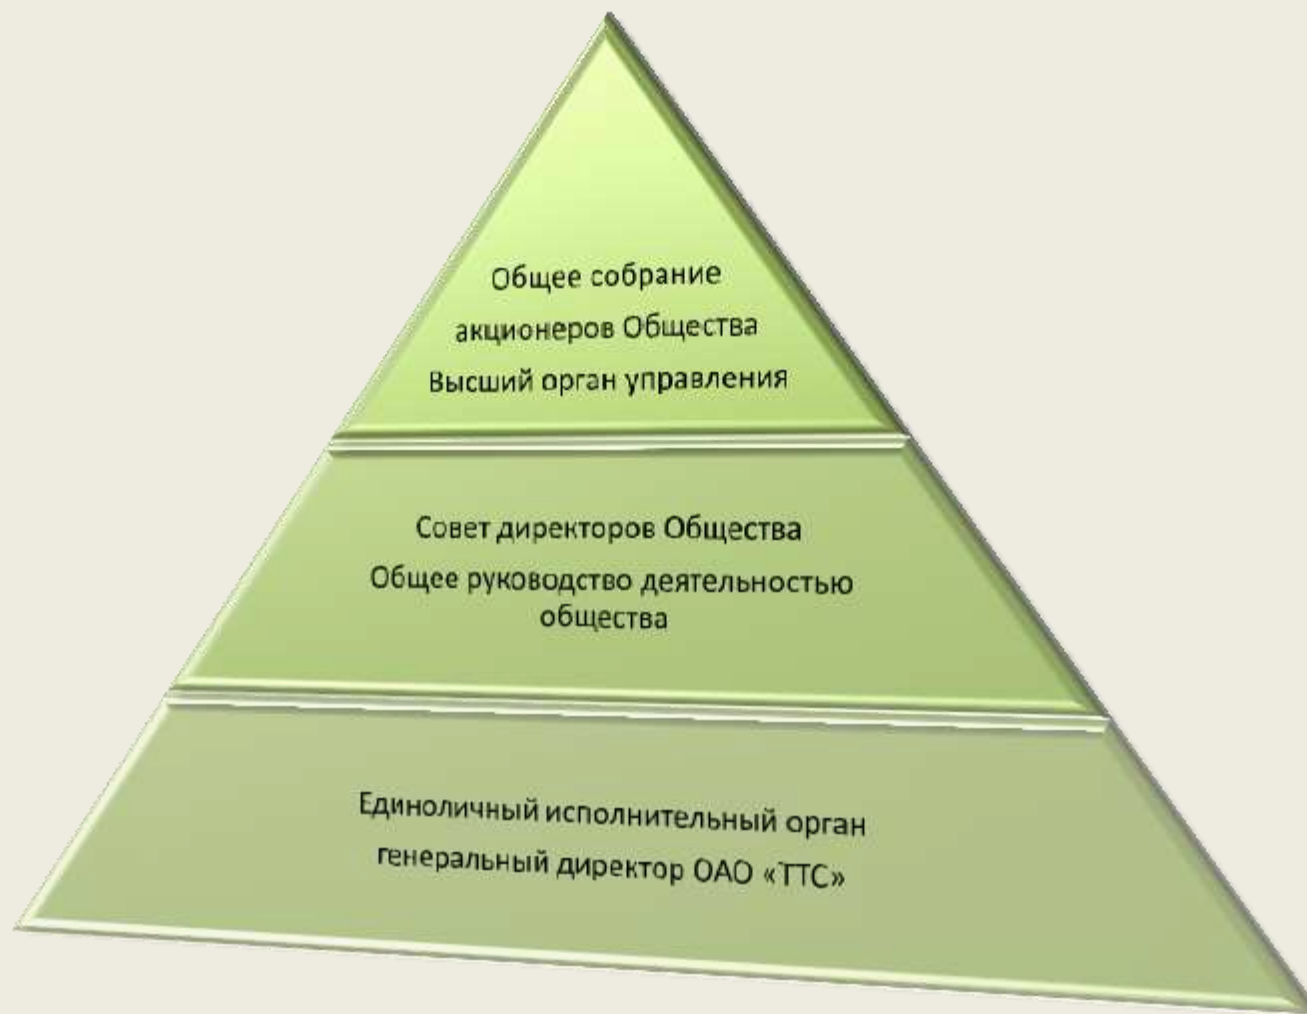 Общее собрание
акционеров Общества
Высший орган управления
Совет директоров Общества
Общее руководство деятельностью
общества
Единоличный исполнительный орган
генеральный директор ОАО «ТТС»